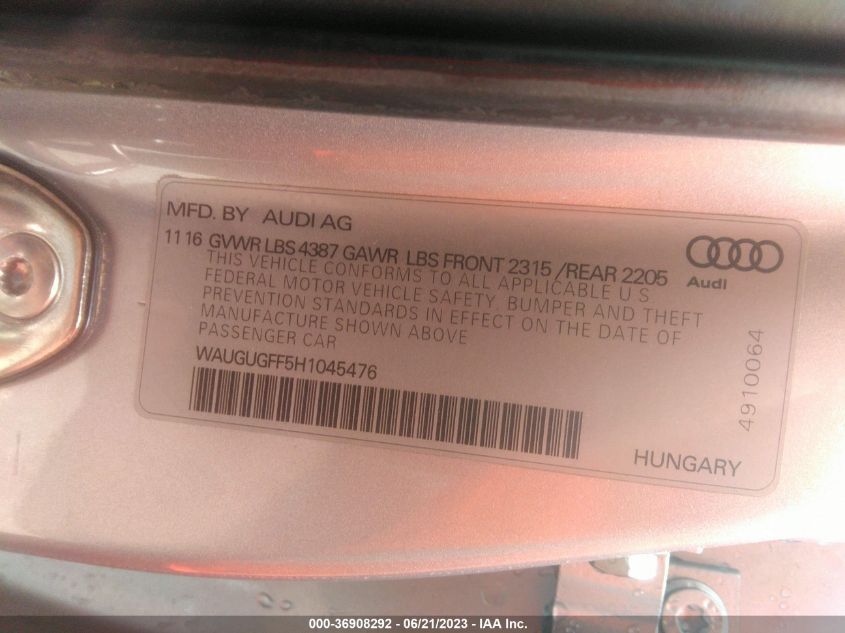 MFD. BY AUDI AG
11 16 GVWR LBS 4387 GAWR LBS FRONT 2315 /REAR 2205
THIS VEHICLE CONFORMS TO ALL APPLICABLE U S
FEDERAL MOTOR VEHICLE SAFETY, BUMPER AND THEFT
PREVENTION STANDARDS IN EFFECT ON THE DATE OF
MANUFACTURE SHOWN ABOVE
PASSENGER CAR
WAUGUGFF5H1045476
Audi
4910064
HUNGARY
000-36908292 - 06/21/2023 - IAA Inc.